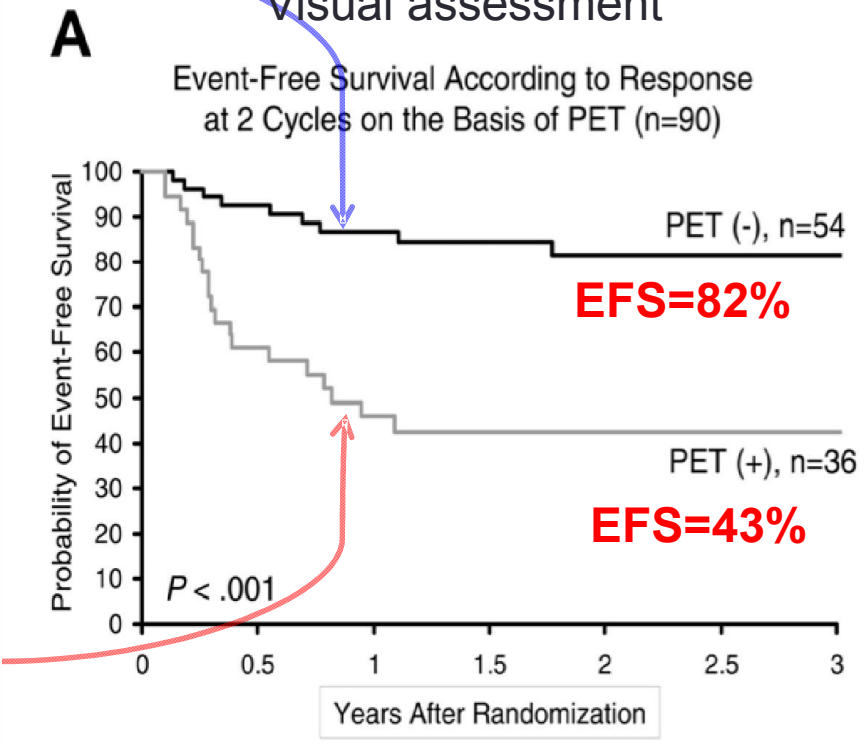 visual assessment
A
Event-Free Survival According to Response
at 2 Cycles on the Basis of PET (n=90)
Probability of Event-Free Survival
100
90
80
70
60
50
40
30
20
10
0
PET (-), n=54
EFS=82%
PET (+), n=36
EFS=43%
P < .001
0 0.5 1 1.5 2 2.5 3
Years After Randomization